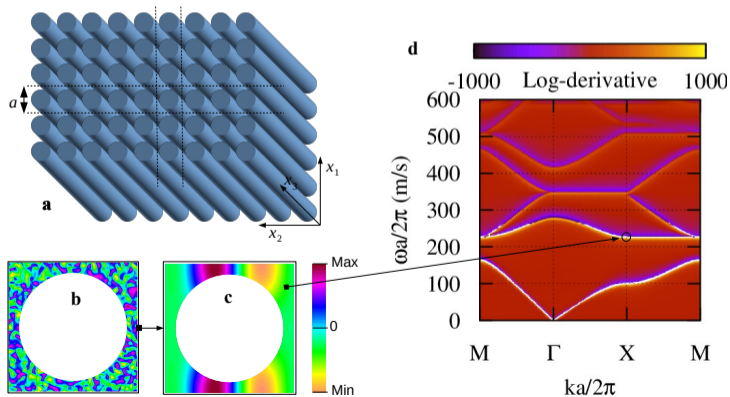 a
x₁
x₃
x₂
a
b
c
Max
0
Min
d
-1000 Log-derivative 1000
ωa/2π (m/s)
600
500
400
300
200
100
0
M Γ X M
ka/2π